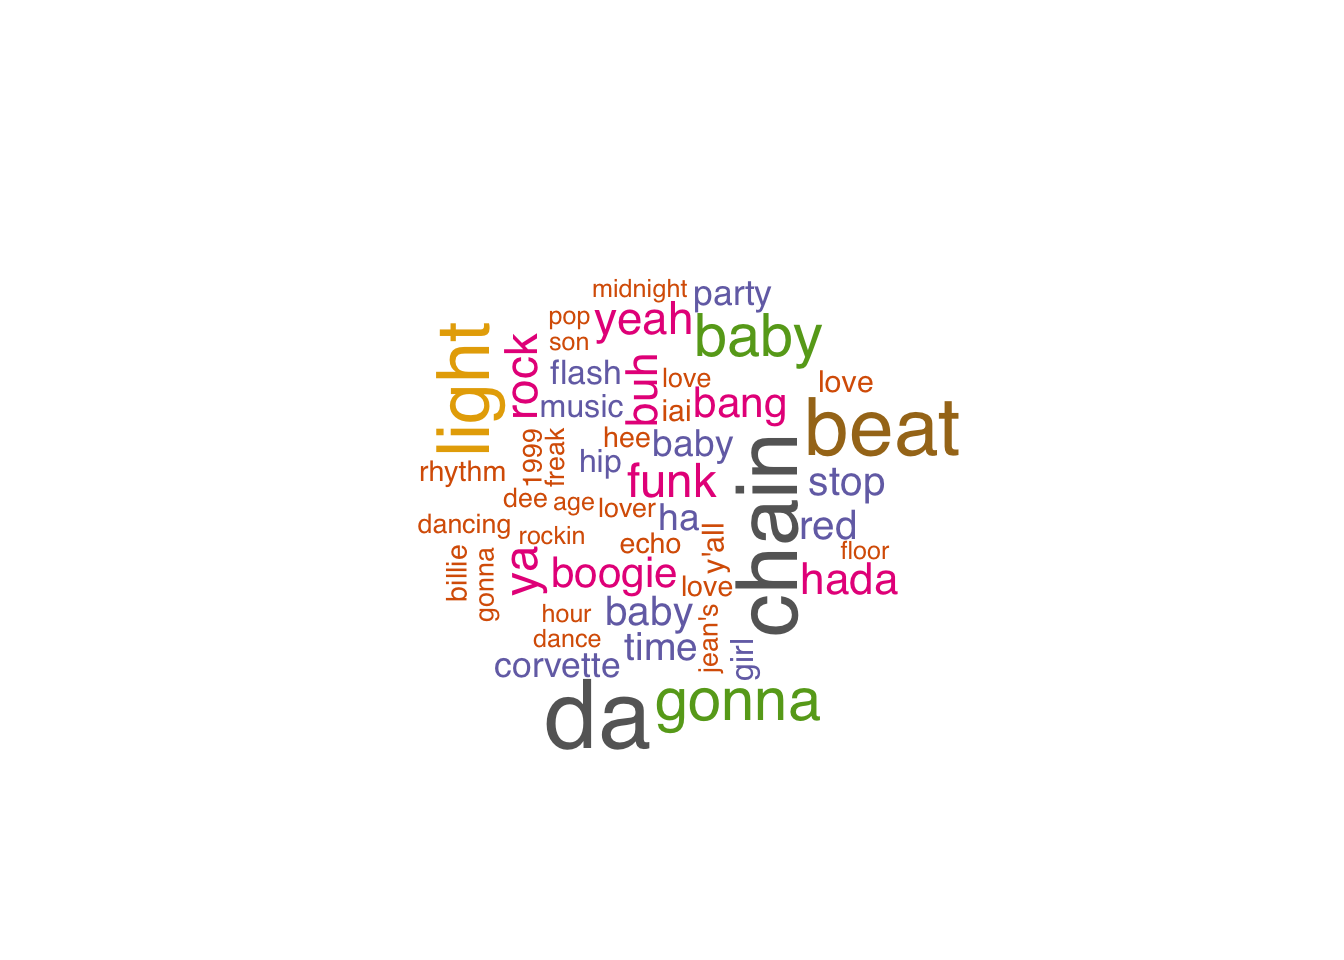 midnight
party
pop
yeah
baby
son
light
rock
flash
buh
love
love
music
iai
bang
beat
1999
freak
hee
baby
chain
rhythm
hip
funk
stop
dee
age
lover
ha
red
dancing
rockin
echo
y'all
floor
billie
gonna
ya
boogie
love
hada
hour
baby
jean's
girl
dance
time
corvette
da
gonna